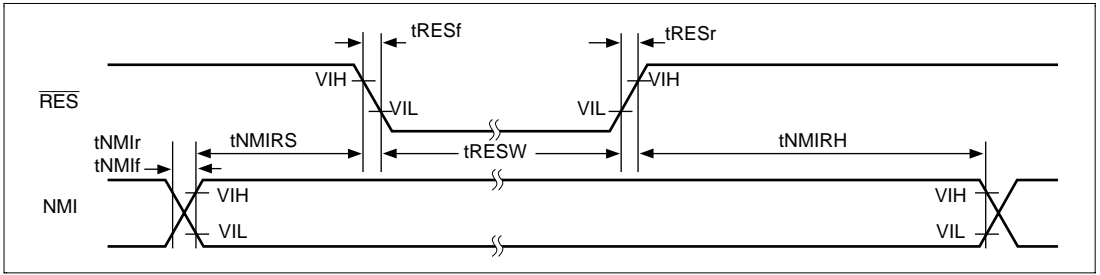 tRESf
tRESr
VIH
VIH
RES
VIL
VIL
tNMIr
tNMIf
tNMIRS
tRESW
tNMIRH
VIH
VIH
NMI
VIL
VIL